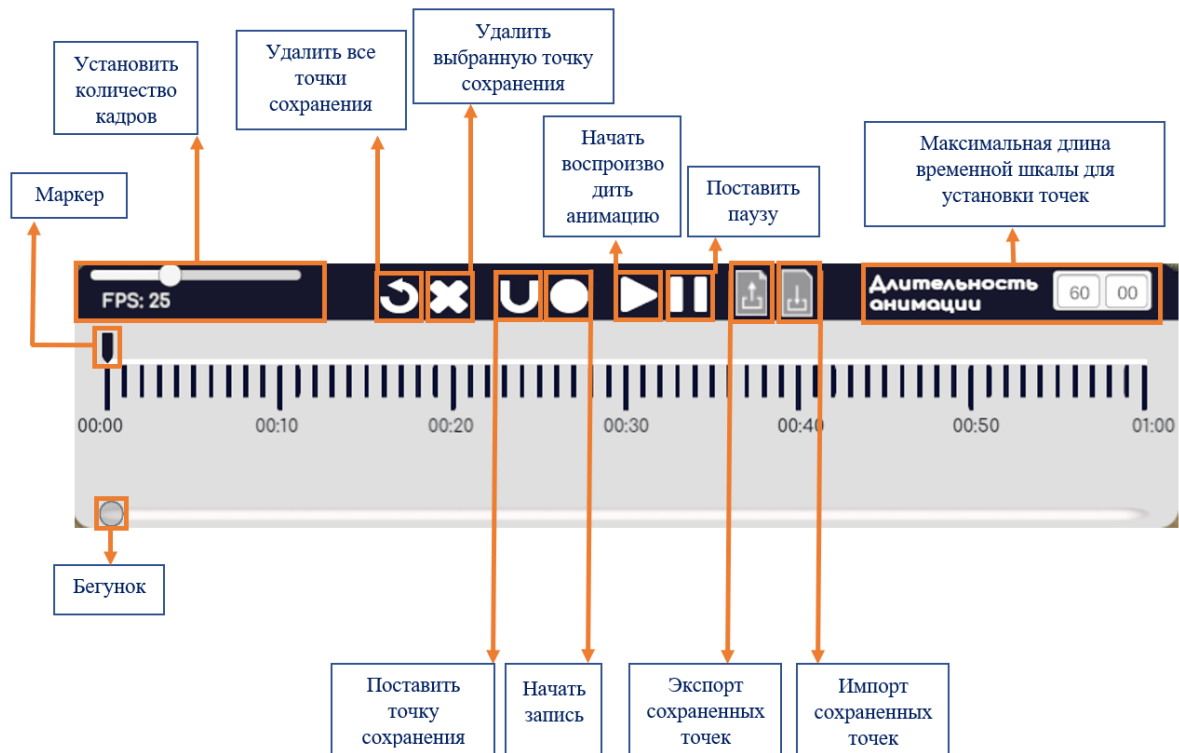 Удалить
выбранную точку
сохранения
Удалить все
точки
сохранения
Установить
количество
кадров
Начать
воспроизво
дить
анимацию
Максимальная длина
временной шкалы для
установки точек
Маркер
Поставить
паузу
FPS: 25
Длительность
анимации
60 00
00:00 00:10 00:20 00:30 00:40 00:50 01:00
Бегунок
Поставить
точку
сохранения
Начать
запись
Экспорт
сохраненных
точек
Импорт
сохраненных
точек